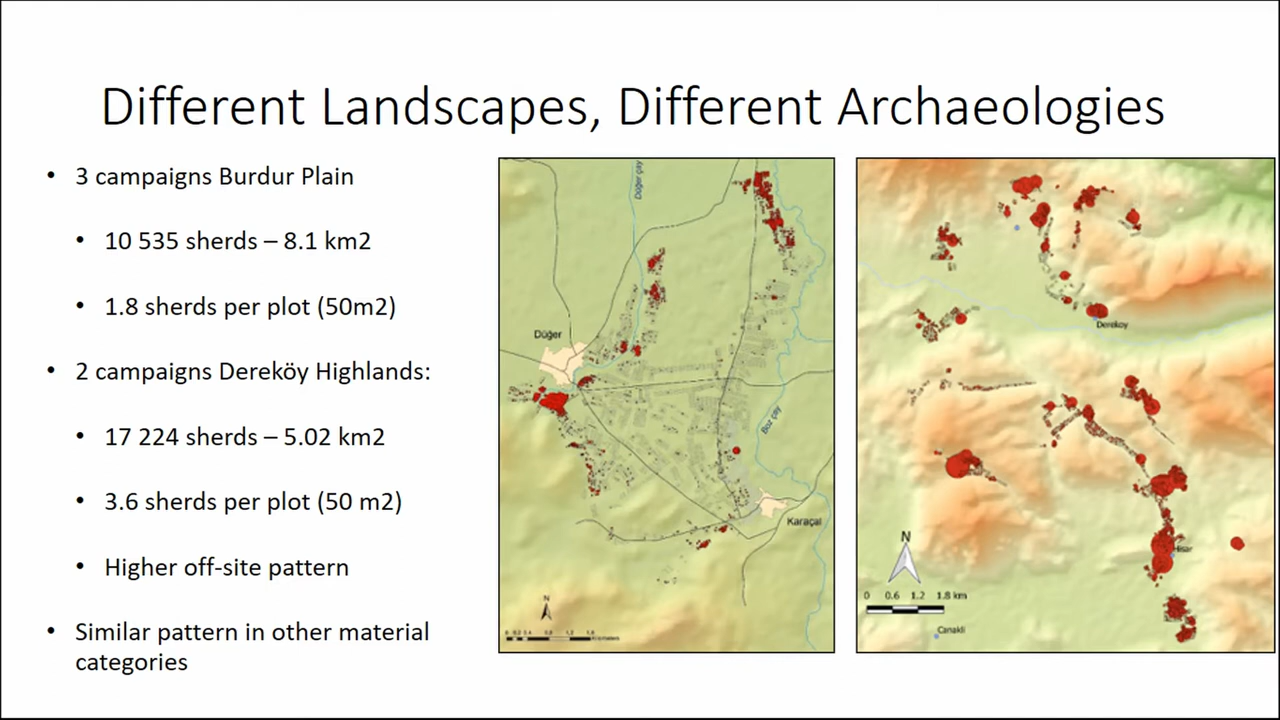 Different Landscapes, Different Archaeologies
• 3 campaigns Burdur Plain
• 10 535 sherds – 8.1 km2
• 1.8 sherds per plot (50m2)
• 2 campaigns Dereköy Highlands:
• 17 224 sherds – 5.02 km2
• 3.6 sherds per plot (50 m2)
• Higher off-site pattern
• Similar pattern in other material
categories
Düğer çay
Düğer
Boz çay
Karaçal
N
Derekoy
Hisar
N
0 0.6 1.2 1.8 km
Canakli